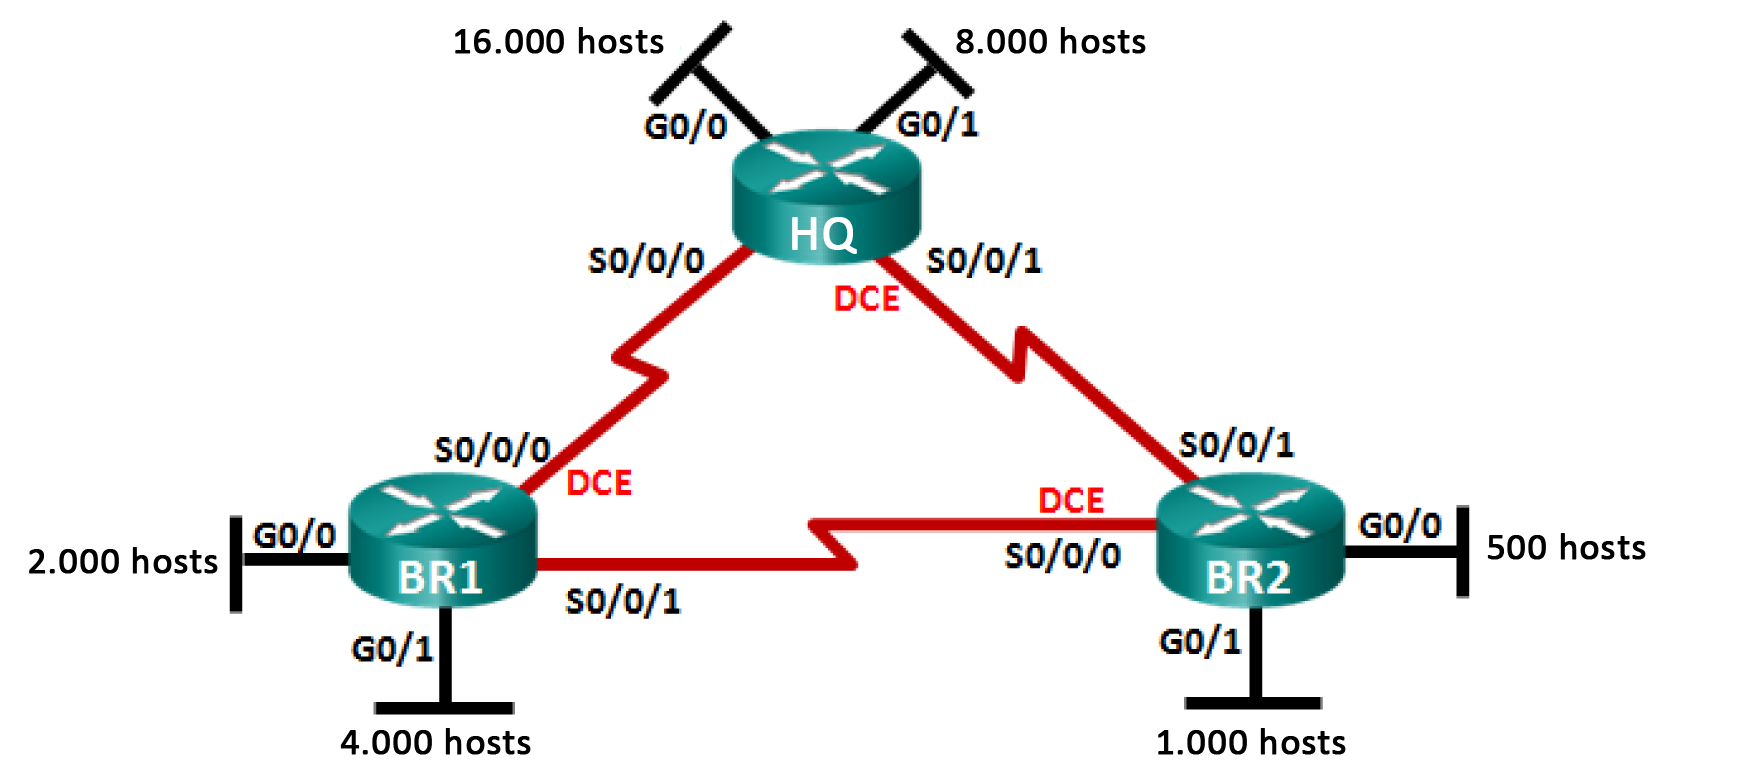 16.000 hosts
8.000 hosts
G0/0
G0/1
HQ
S0/0/0
S0/0/1
DCE
S0/0/0
S0/0/1
DCE
DCE
G0/0
G0/0
2.000 hosts
500 hosts
BR1
S0/0/0
BR2
S0/0/1
G0/1
G0/1
4.000 hosts
1.000 hosts